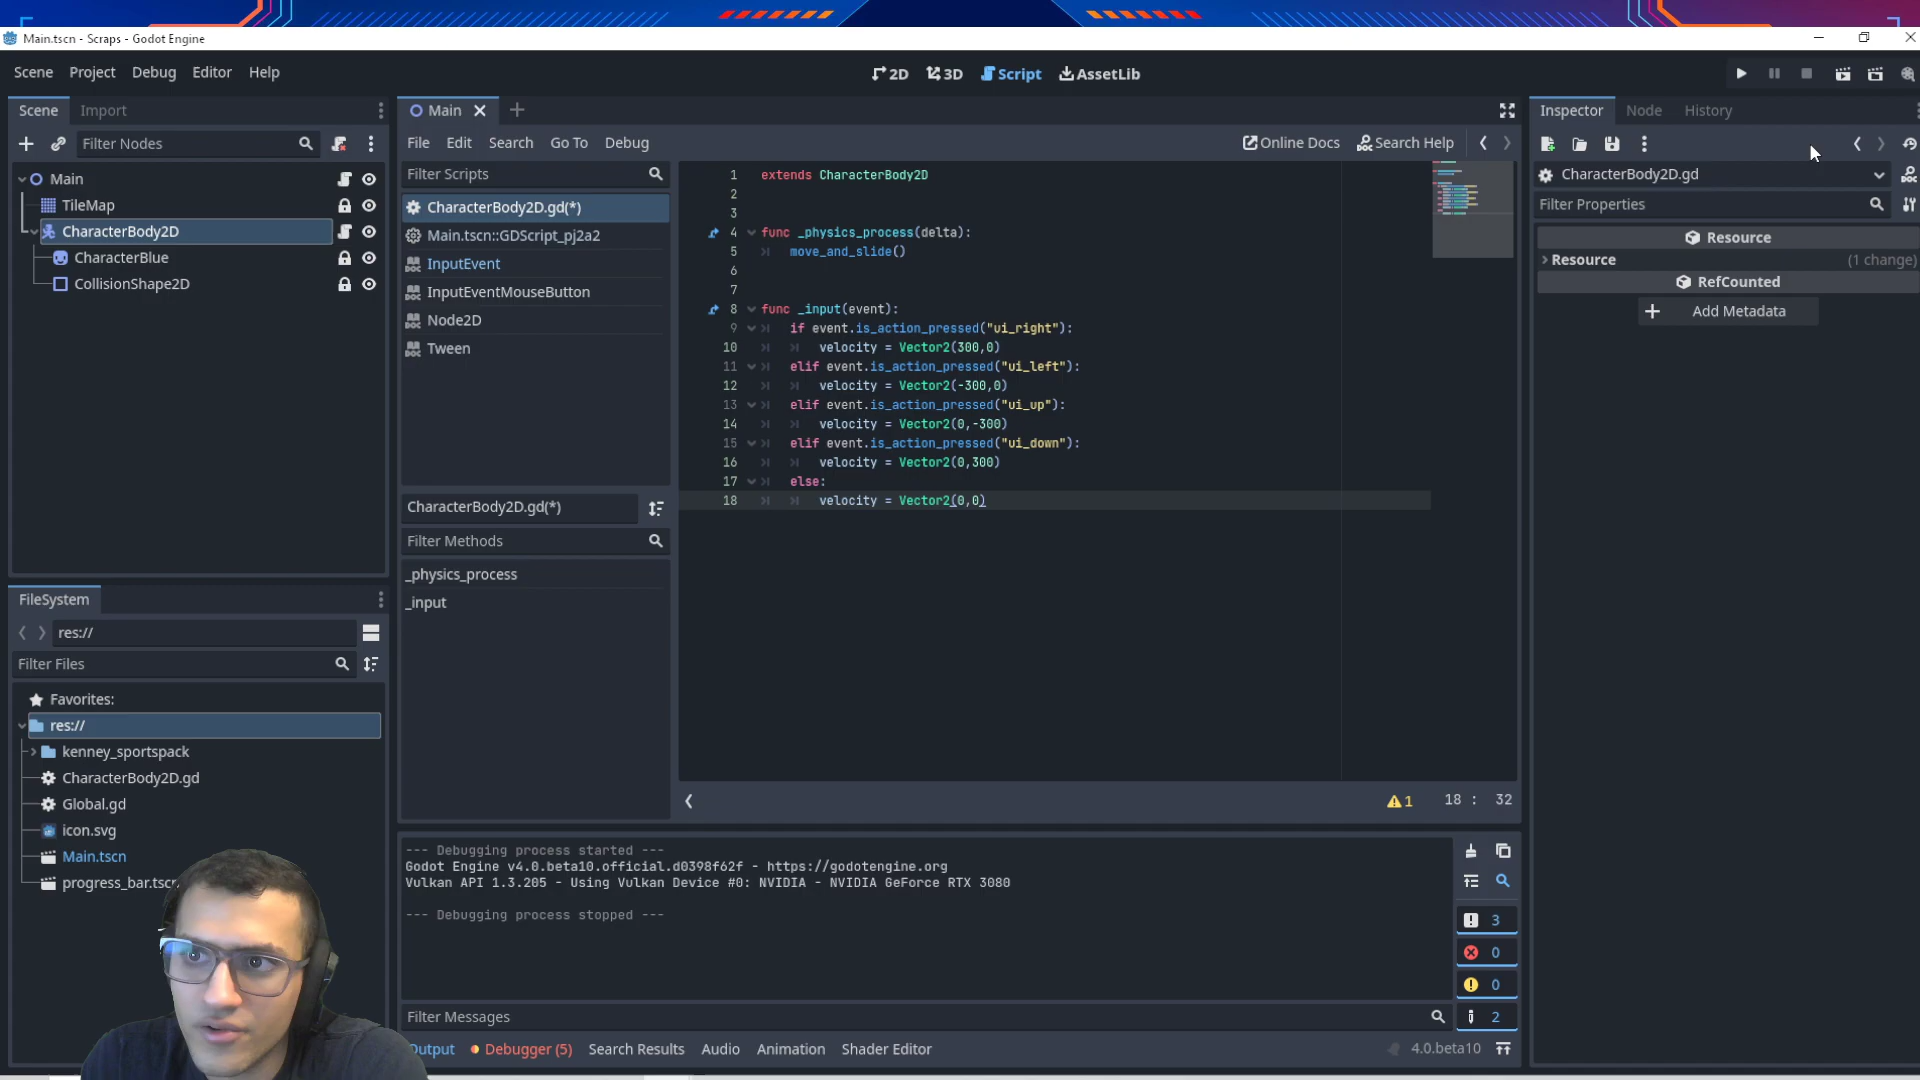 Main.tscn - Scraps - Godot Engine
Scene Project Debug Editor Help
2D 3D Script AssetLib
Scene Import
Filter Nodes
Main
TileMap
CharacterBody2D
CharacterBlue
CollisionShape2D
FileSystem
res://
Filter Files
Favorites:
res://
kenney_sportspack
CharacterBody2D.gd
Global.gd
icon.svg
Main.tscn
progress_bar.tscn
Main
File Edit Search Go To Debug
Online Docs Search Help
Filter Scripts
CharacterBody2D.gd(*)
Main.tscn::GDScript_pj2a2
InputEvent
InputEventMouseButton
Node2D
Tween
CharacterBody2D.gd(*)
Filter Methods
_physics_process
_input
1 extends CharacterBody2D
2
3
4 func _physics_process(delta):
5 move_and_slide()
6
7
8 func _input(event):
9 if event.is_action_pressed("ui_right"):
10 velocity = Vector2(300,0)
11 elif event.is_action_pressed("ui_left"):
12 velocity = Vector2(-300,0)
13 elif event.is_action_pressed("ui_up"):
14 velocity = Vector2(0,-300)
15 elif event.is_action_pressed("ui_down"):
16 velocity = Vector2(0,300)
17 else:
18 velocity = Vector2(0,0)
1 18 : 32
--- Debugging process started ---
Godot Engine v4.0.beta10.official.d0398f62f - https://godotengine.org
Vulkan API 1.3.205 - Using Vulkan Device #0: NVIDIA - NVIDIA GeForce RTX 3080
--- Debugging process stopped ---
3
0
0
2
Filter Messages
Output Debugger (5) Search Results Audio Animation Shader Editor
4.0.beta10
Inspector Node History
CharacterBody2D.gd
Filter Properties
Resource
Resource (1 change)
RefCounted
Add Metadata